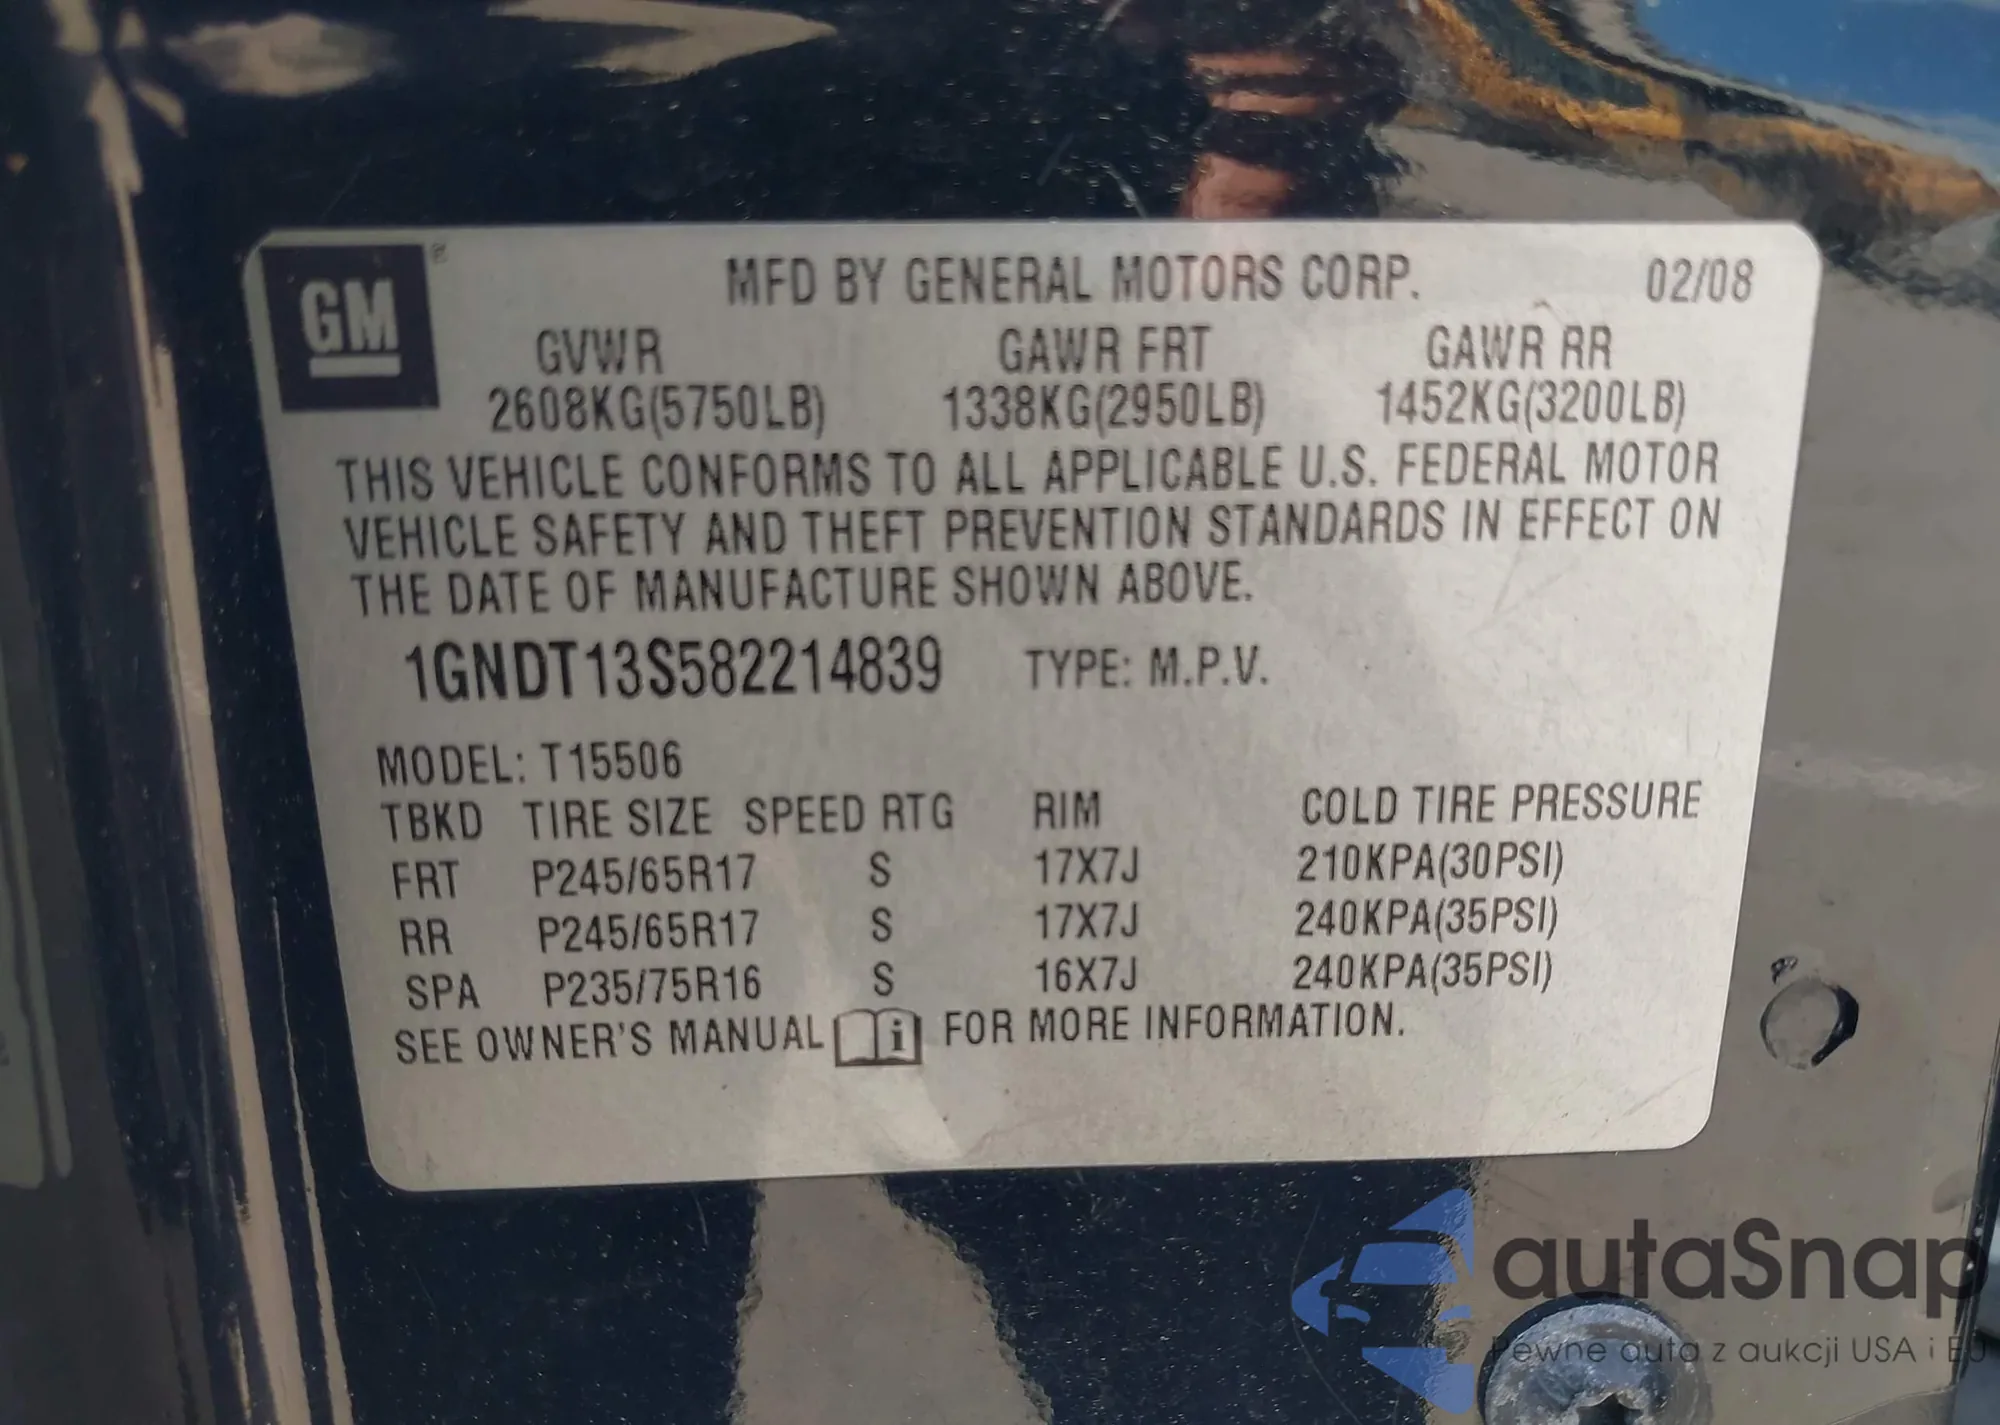 GM ®
MFD BY GENERAL MOTORS CORP. 02/08
GVWR GAWR FRT GAWR RR
2608KG(5750LB) 1338KG(2950LB) 1452KG(3200LB)
THIS VEHICLE CONFORMS TO ALL APPLICABLE U.S. FEDERAL MOTOR
VEHICLE SAFETY AND THEFT PREVENTION STANDARDS IN EFFECT ON
THE DATE OF MANUFACTURE SHOWN ABOVE.
1GNDT13S582214839 TYPE: M.P.V.
MODEL: T15506
TBKD TIRE SIZE SPEED RTG RIM COLD TIRE PRESSURE
FRT P245/65R17 S 17X7J 210KPA(30PSI)
RR P245/65R17 S 17X7J 240KPA(35PSI)
SPA P235/75R16 S 16X7J 240KPA(35PSI)
SEE OWNER'S MANUAL i FOR MORE INFORMATION.
autaSnap
Pewne auta z aukcji USA i EU